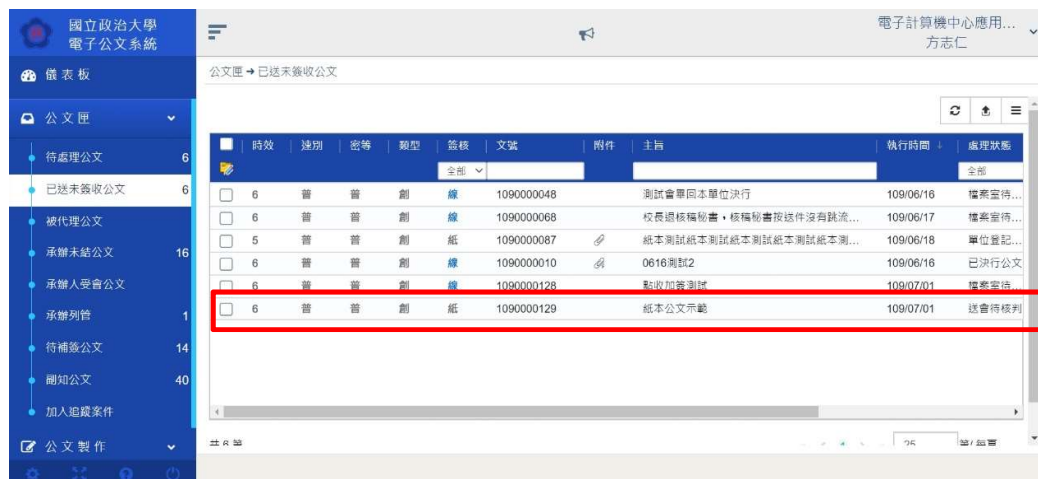 國立政治大學
電子公文系統
電子計算機中心應用...
方志仁
儀表板
公文匣
待處理公文 6
已送未簽收公文 6
被代理公文
承辦未結公文 16
承辦人受會公文
承辦列管 1
待補簽公文 14
副知公文 40
加入追蹤案件
公文製作
公文匣➔已送未簽收公文
時效 速別 密等 類型 簽核 文號 附件 主旨 執行時間 ↓ 處理狀態
全部 全部
6 普 普 創 線 1090000048 測試會畢回本單位決行 109/06/16 檔案室待...
6 普 普 創 線 1090000068 校長退核稿秘書,核稿秘書按送件沒有跳流... 109/06/17 檔案室待...
5 普 普 創 紙 1090000087 紙本測試紙本測試紙本測試紙本測試紙本測... 109/06/18 單位登記...
6 普 普 創 線 1090000010 0616測試2 109/06/16 已決行公文
6 普 普 創 線 1090000128 點收加簽測試 109/07/01 檔案室待...
6 普 普 創 紙 1090000129 紙本公文示範 109/07/01 送會待核判
共 6 筆 25 筆/每頁